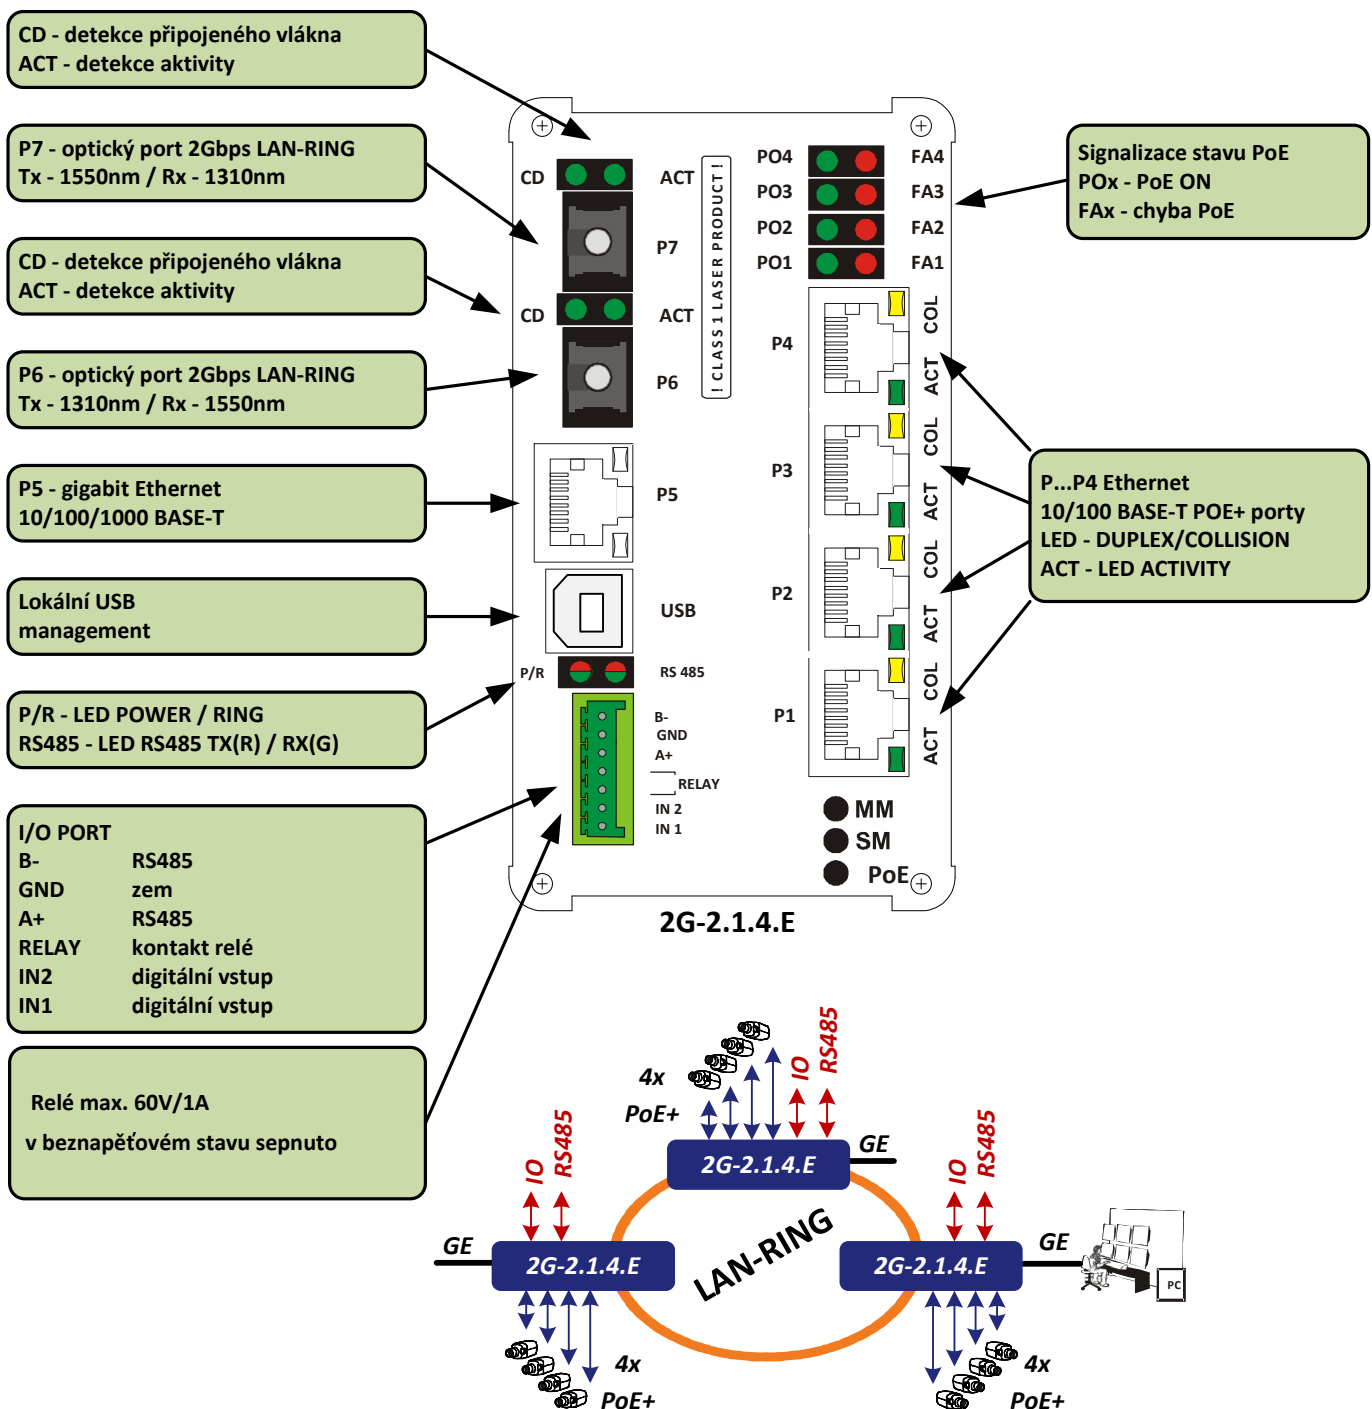 CD - detekce připojeného vlákna
ACT - detekce aktivity
P7 - optický port 2Gbps LAN-RING
Tx - 1550nm / Rx - 1310nm
CD - detekce připojeného vlákna
ACT - detekce aktivity
P6 - optický port 2Gbps LAN-RING
Tx - 1310nm / Rx - 1550nm
P5 - gigabit Ethernet
10/100/1000 BASE-T
Lokální USB
management
P/R - LED POWER / RING
RS485 - LED RS485 TX(R) / RX(G)
I/O PORT
B- RS485
GND zem
A+ RS485
RELAY kontakt relé
IN2 digitální vstup
IN1 digitální vstup
Relé max. 60V/1A
v beznapěťovém stavu sepnuto
CD ACT
P7
CD ACT
P6
! CLASS 1 LASER PRODUCT !
P5
USB
P/R RS 485
B-
GND
A+
RELAY
IN 2
IN 1
PO4 FA4
PO3 FA3
PO2 FA2
PO1 FA1
P4
COL
ACT
P3
COL
ACT
P2
COL
ACT
P1
COL
ACT
MM
SM
PoE
2G-2.1.4.E
Signalizace stavu PoE
POx - PoE ON
FAx - chyba PoE
P...P4 Ethernet
10/100 BASE-T POE+ porty
LED - DUPLEX/COLLISION
ACT - LED ACTIVITY
4x
PoE+
IO
RS485
2G-2.1.4.E
GE
IO
RS485
GE
2G-2.1.4.E
4x
PoE+
LAN-RING
IO
RS485
2G-2.1.4.E
GE
PC
4x
PoE+